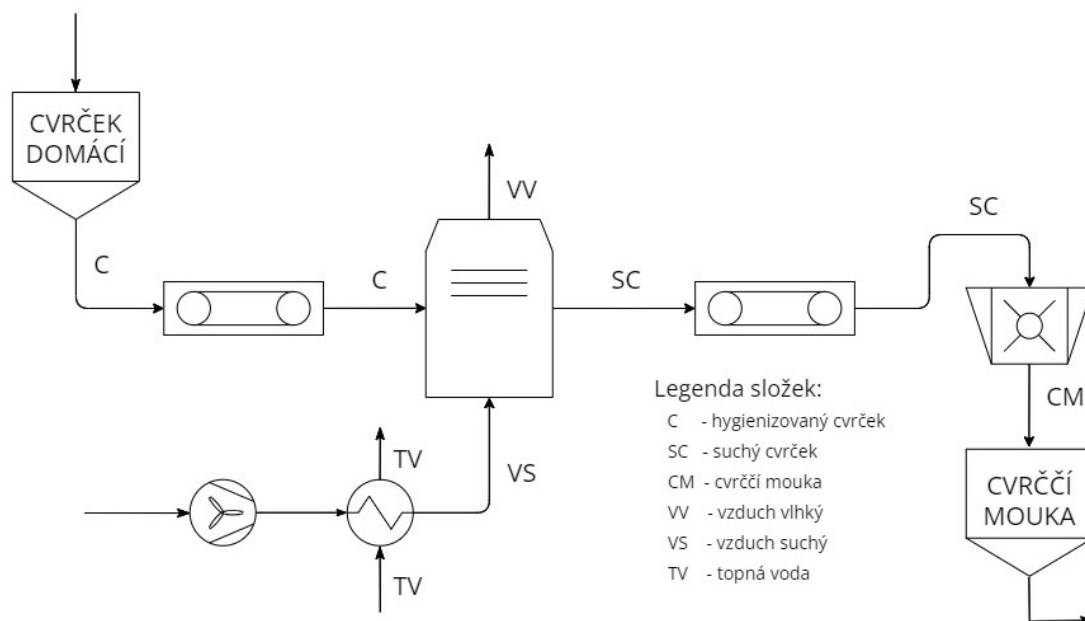 CVRČEK
DOMÁCÍ
C
C
VV
SC
SC
CM
TV
VS
TV
Legenda složek:
C - hygienizovaný cvrček
SC - suchý cvrček
CM - cvrččí mouka
VV - vzduch vlhký
VS - vzduch suchý
TV - topná voda
CVRČČÍ
MOUKA